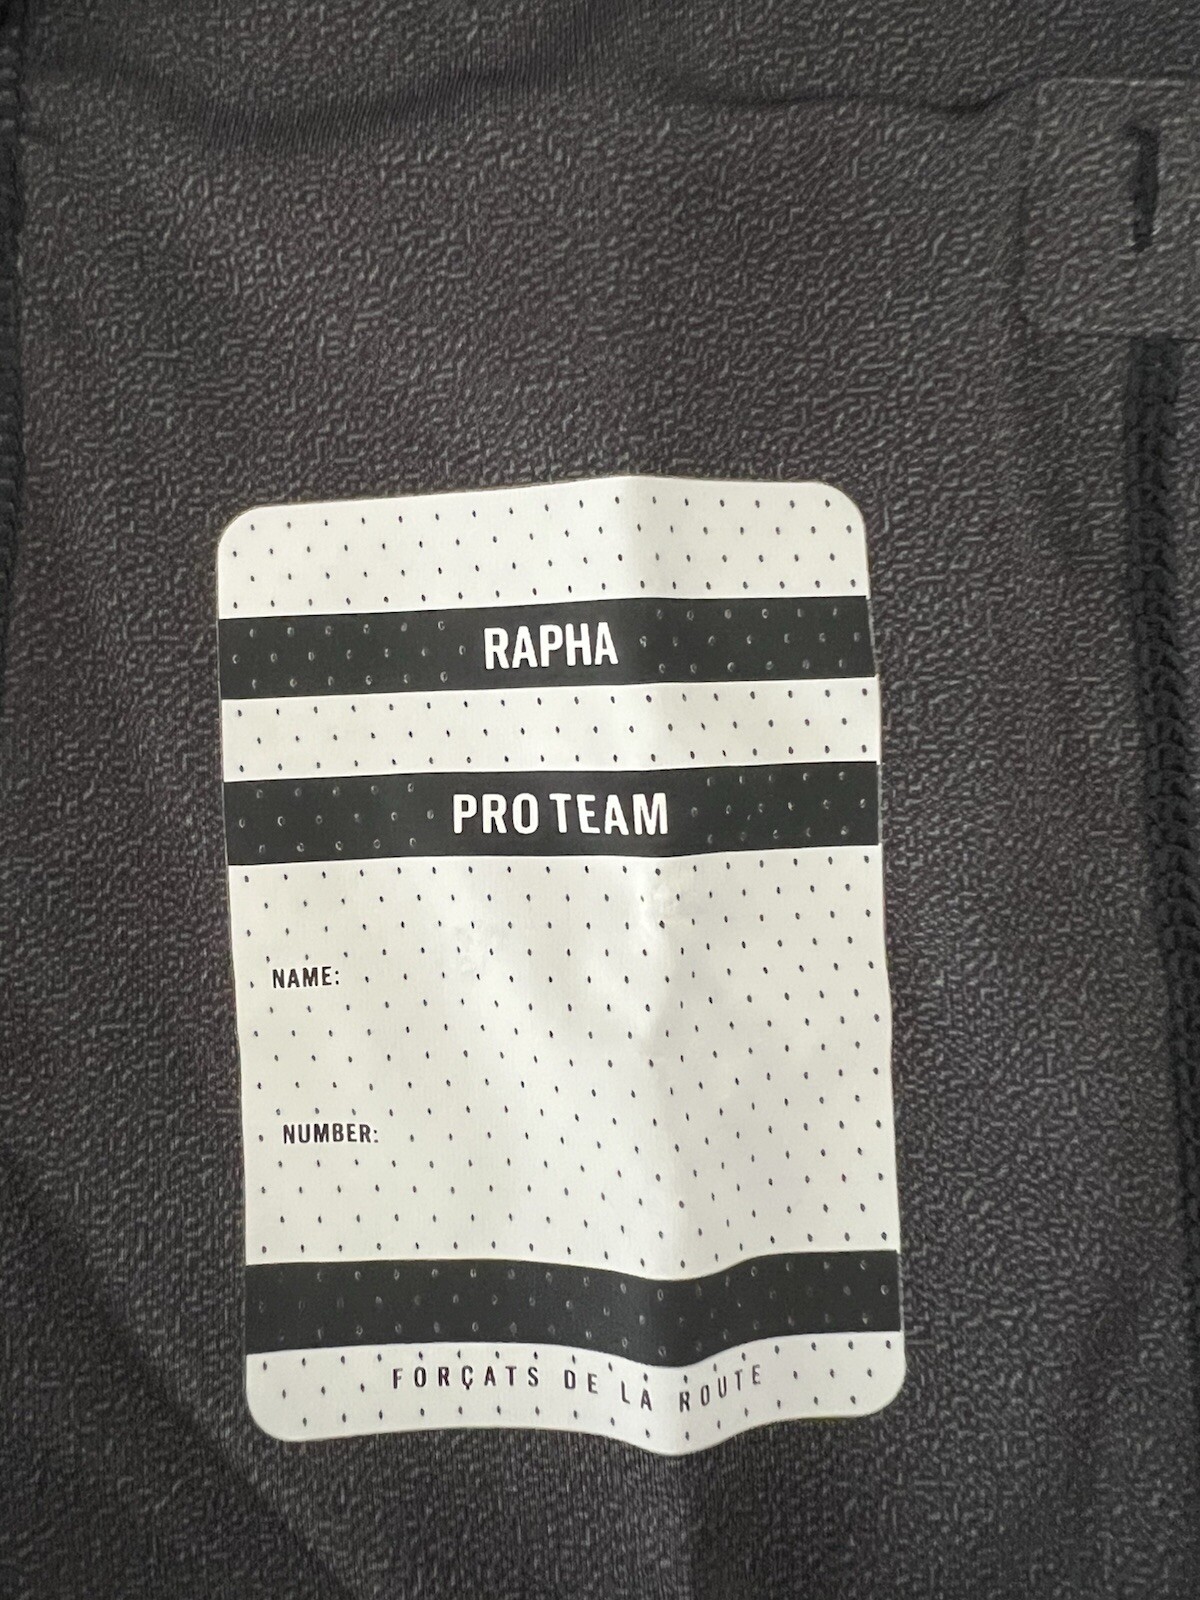 RAPHA
PRO TEAM
NAME:
NUMBER:
FORÇATS DE LA ROUTE